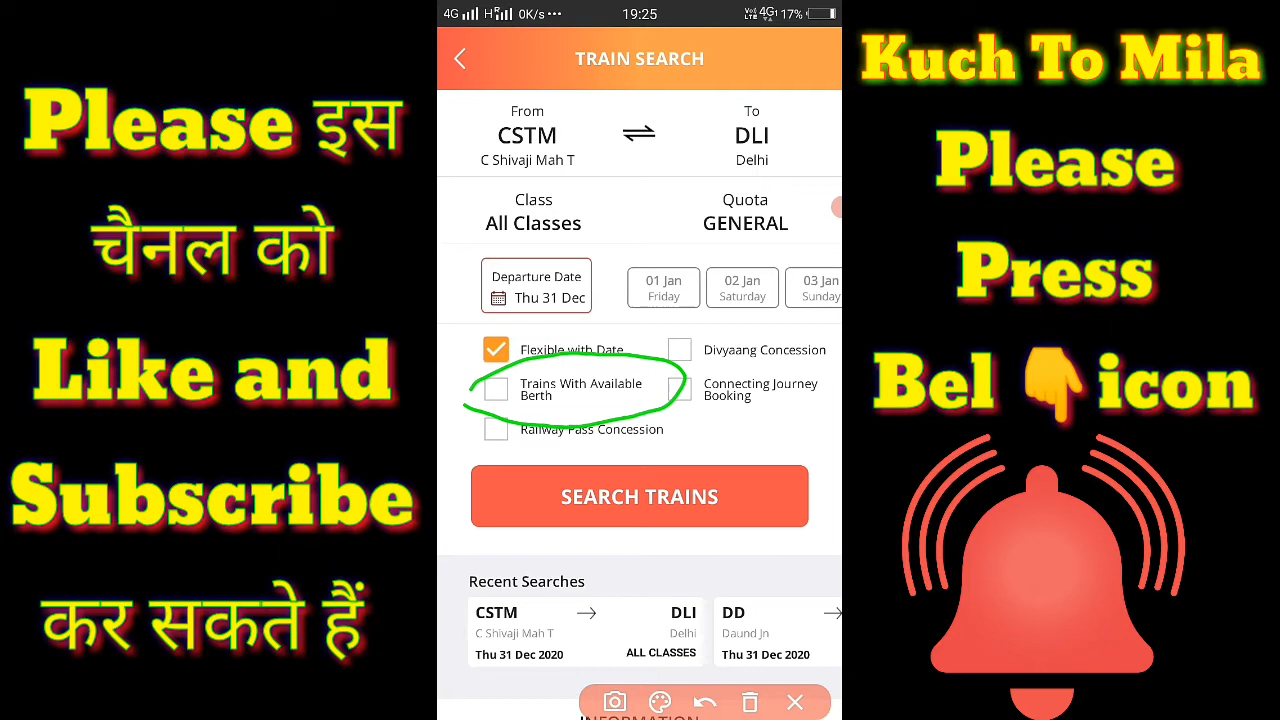 Please इस
चैनल को
Like and
Subscribe
कर सकते हैं
4G H R 0K/s ••• 19:25 VoD LTE 4G 17%
TRAIN SEARCH
From To
CSTM DLI
C Shivaji Mah T Delhi
Class Quota
All Classes GENERAL
Departure Date
Thu 31 Dec
01 Jan 02 Jan 03 Jan
Friday Saturday Sunday
Flexible with Date Divyaang Concession
Trains With Available Connecting Journey
Berth Booking
Railway Pass Concession
SEARCH TRAINS
Recent Searches
CSTM DLI DD
C Shivaji Mah T Delhi Daund Jn
Thu 31 Dec 2020 ALL CLASSES Thu 31 Dec 2020
INFORMATION
Kuch To Mila
Please
Press
Bel 👇icon